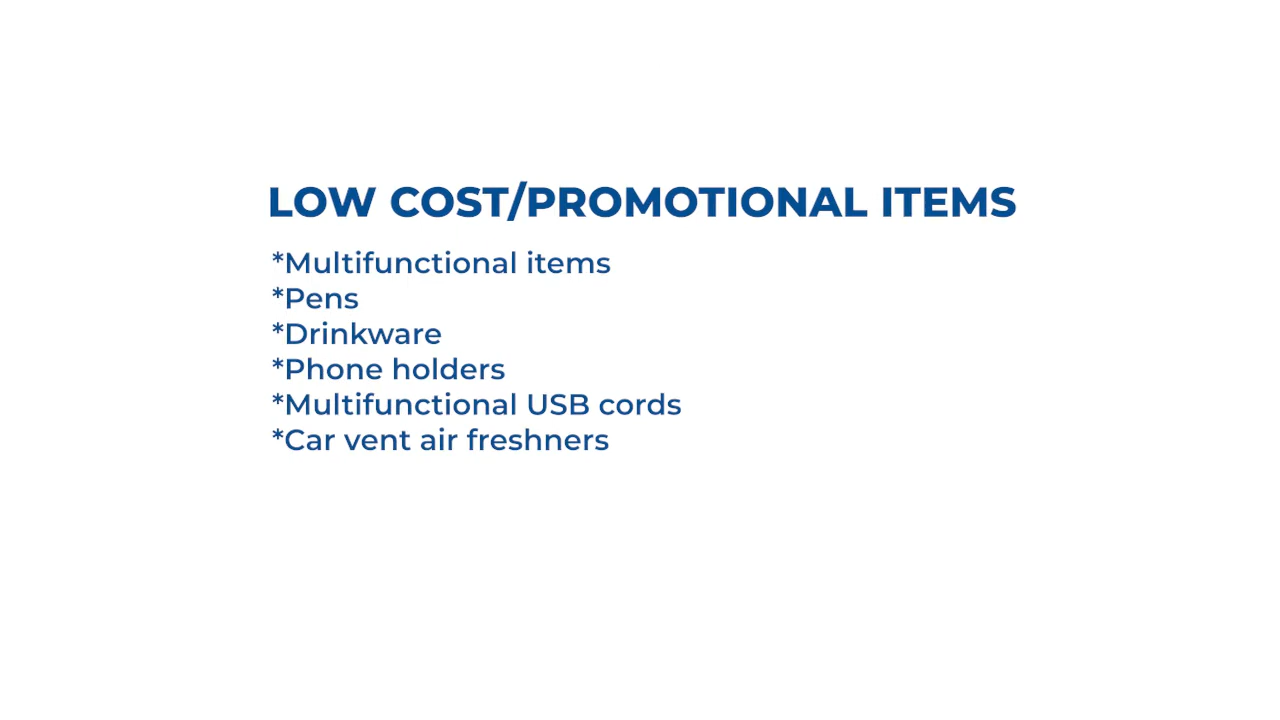 LOW COST/PROMOTIONAL ITEMS
*Multifunctional items
*Pens
*Drinkware
*Phone holders
*Multifunctional USB cords
*Car vent air freshners